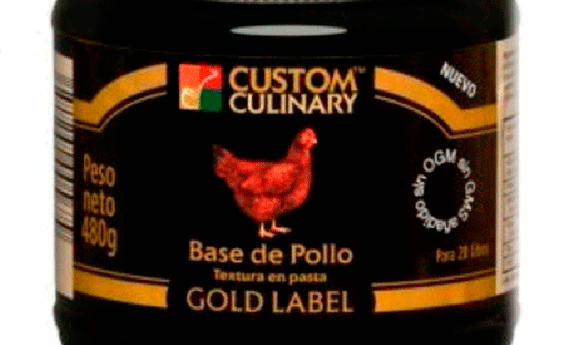 NUEVO
CUSTOM™
CULINARY
Peso
neto
480g
sin OGM sin GMS añadido
Base de Pollo
Textura en pasta
GOLD LABEL
Para 28 litros